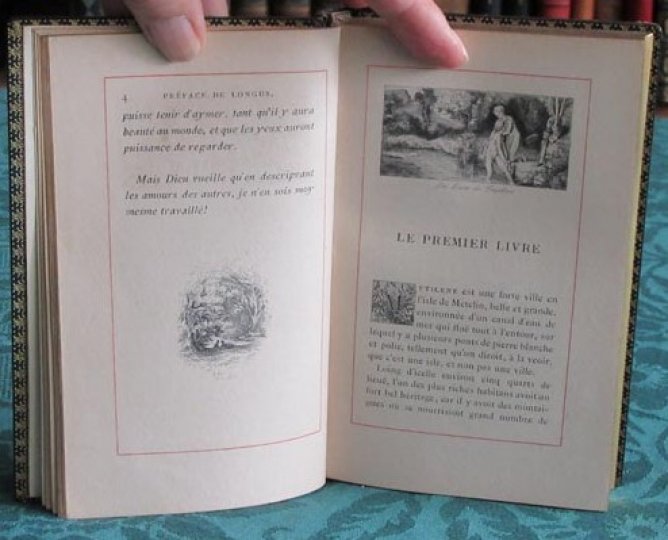 4 PRÉFACE DE LONGUS,
puisse tenir d'aymer, tant qu'il y aura
beauté au monde, et que les yeux auront
puissance de regarder.
Mais Dieu vueille qu'en descripvant
les amours des autres, je n'en sois moy
mesme travaillé!
LE PREMIER LIVRE
TILENE est une forte ville en
l'isle de Metelin, belle et grande,
environnée d'un canal d'eau de
mer qui flue tout à l'entour, sur
lequel y a plusieurs ponts de pierre blanche
et polie, tellement qu'on diroit, à la veoir,
que c'est une isle, et non pas une ville.
Loing d'icelle environ cinq quarts de
lieuë, l'un des plus riches habitans avoit un
fort bel heritage, car il y avoit des montai-
gnes où se nourrissoit grand nombre de